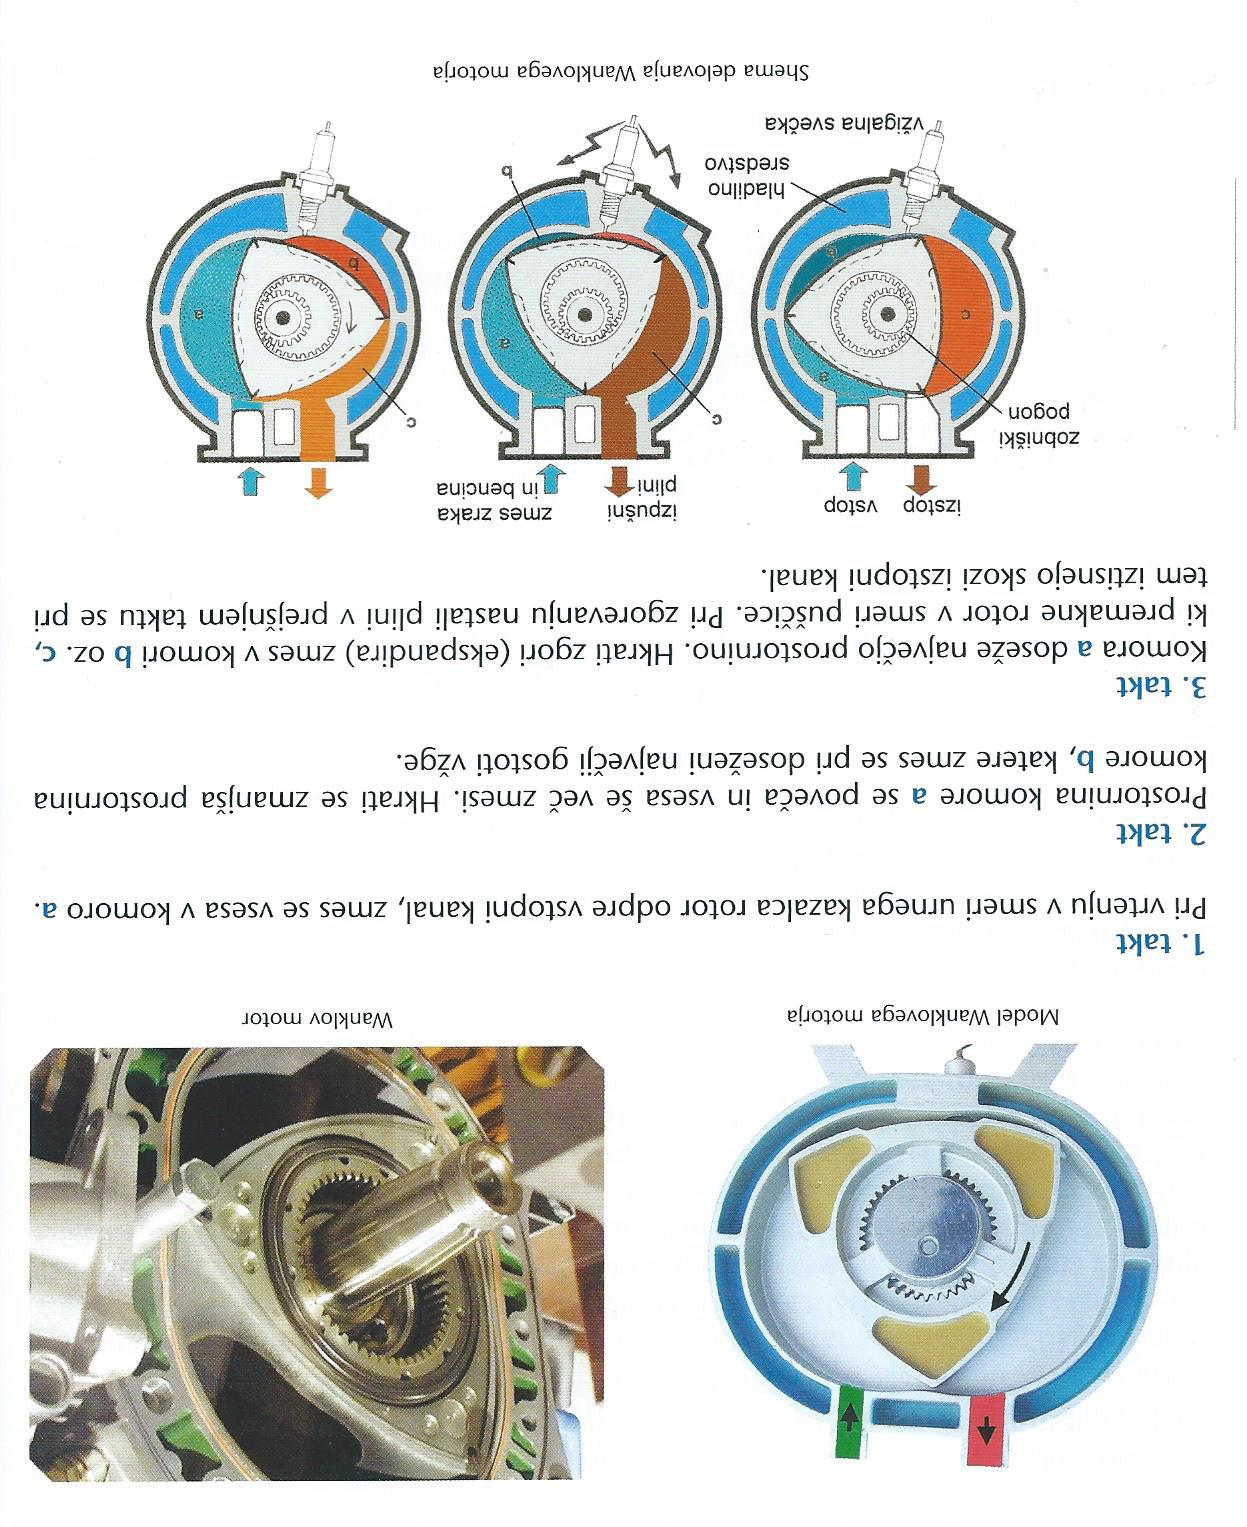 Model Wanklovega motorja
Wanklov motor
1. takt
Pri vrtenju v smeri urnega kazalca rotor odpre vstopni kanal, zmes se vsesa v komoro a.
2. takt
Prostornina komore a se poveča in vsesa še več zmesi. Hkrati se zmanjša prostornina
komore b, katere zmes se pri doseženi največji gostoti vžge.
3. takt
Komora a doseže največjo prostornino. Hkrati zgori (ekspandira) zmes v komori b oz. c,
ki premakne rotor v smeri puščice. Pri zgorevanju nastali plini v prejšnjem taktu se pri
tem iztisnejo skozi izstopni kanal.
izstop
vstop
izpušni
plini
zmes zraka
in bencina
zobniški
pogon
a
c
hladilno
sredstvo
vžigalna svečka
c
a
b
c
a
b
Shema delovanja Wanklovega motorja